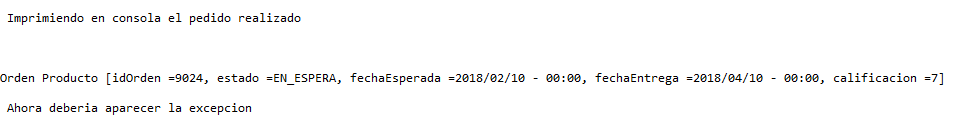 Imprimiendo en consola el pedido realizado
Orden Producto [idOrden =9024, estado =EN_ESPERA, fechaEsperada =2018/02/10 - 00:00, fechaEntrega =2018/04/10 - 00:00, calificacion =7]
Ahora deberia aparecer la excepcion